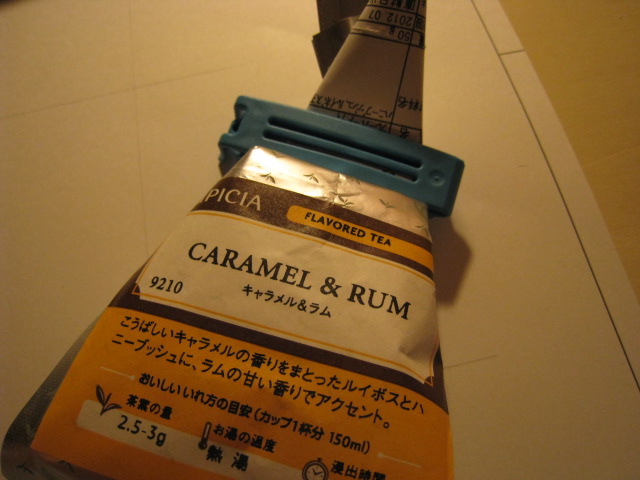 PICIA
FLAVORED TEA
CARAMEL & RUM
9210
キャラメル&ラム
こうばしいキャラメルの香りをまとったルイボスとハ
ニーブッシュに、ラムの甘い香りでアクセント。
おいしいいれ方の目安(カップ1杯分 150ml)
茶葉の量
2.5-3g
お湯の温度
熱湯
浸出時間
50g
2012.07